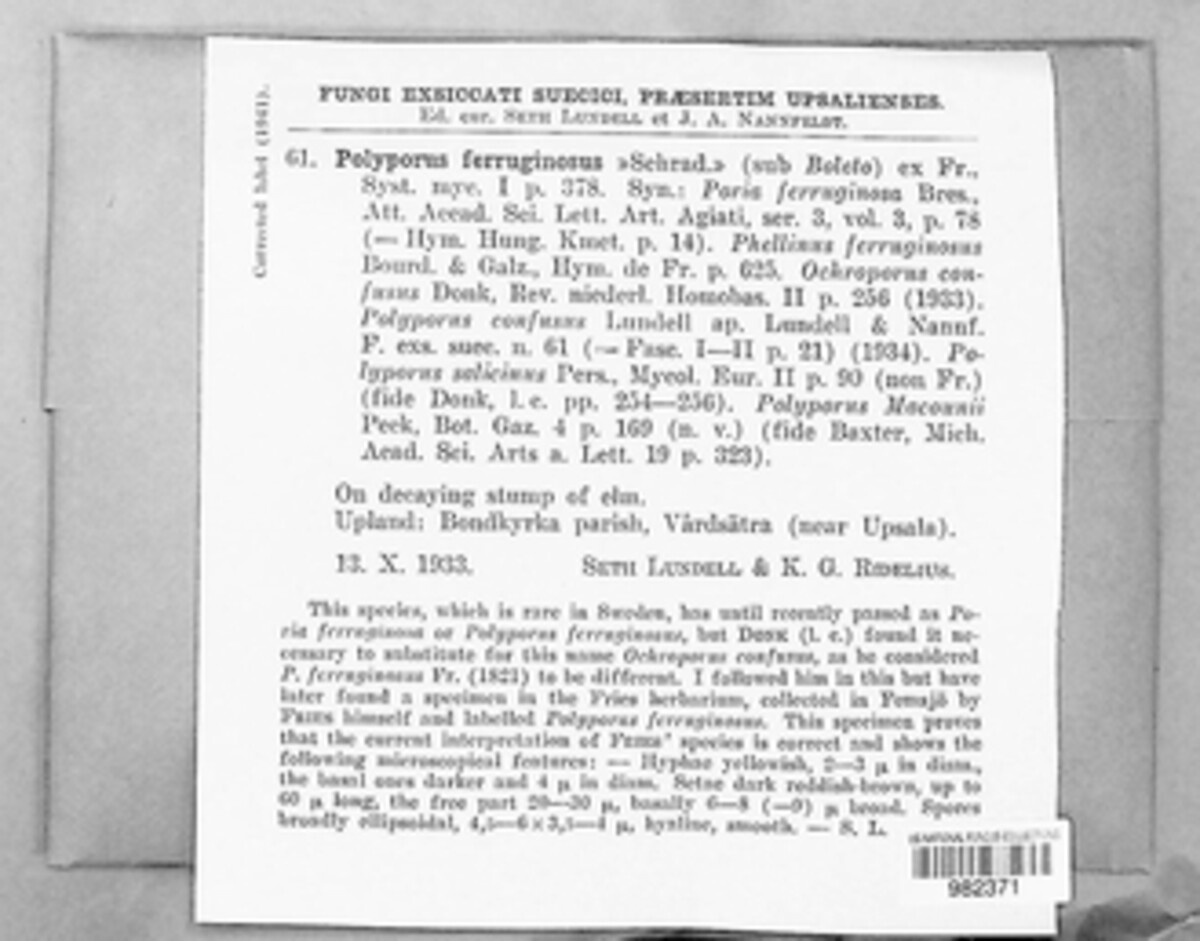 Corrected label (1941).
FUNGI EXSICCATI SUECICI, PRÆSERTIM UPSALIENSES.
Ed. cur. SETH LUNDELL et J. A. NANNFELDT.
61. Polyporus ferruginosus »Schrad.» (sub Boleto) ex Fr.,
Syst. myc. I p. 378. Syn.: Poria ferruginosa Bres.,
Att. Accad. Sci. Lett. Art. Agiati, ser. 3, vol. 3, p. 78
(= Hym. Hung. Kmet. p. 14). Phellinus ferruginosus
Bourd. & Galz., Hym. de Fr. p. 625. Ochroporus con-
fusus Donk, Rev. niederl. Homobas. II p. 256 (1933).
Polyporus confusus Lundell ap. Lundell & Nannf.
F. exs. suec. n. 61 (= Fasc. I—II p. 21) (1934). Po-
lyporus salicinus Pers., Mycol. Eur. II p. 90 (non Fr.)
(fide Donk, l. c. pp. 254—256). Polyporus Macounii
Peck, Bot. Gaz. 4 p. 169 (n. v.) (fide Baxter, Mich.
Acad. Sci. Arts a. Lett. 19 p. 323).
On decaying stump of elm.
Upland: Bondkyrka parish, Vårdsätra (near Upsala).
13. X. 1933. SETH LUNDELL & K. G. RIDELIUS.
This species, which is rare in Sweden, has until recently passed as Po-
ria ferruginosa or Polyporus ferruginosus, but DONK (l. c.) found it ne-
cessary to substitute for this name Ochroporus confusus, as he considered
P. ferruginosus Fr. (1821) to be different. I followed him in this but have
later found a specimen in the Fries herbarium, collected in Femsjö by
FRIES himself and labelled Polyporus ferruginosus. This specimen proves
that the current interpretation of FRIES' species is correct and shows the
following microscopical features: — Hyphae yellowish, 2—3 µ in diam.,
the basal ones darker and 4 µ in diam. Setae dark reddish-brown, up to
60 µ long, the free part 20—30 µ, basally 6—8 (—9) µ broad. Spores
broadly ellipsoidal, 4,5—6 × 3,5—4 µ, hyaline, smooth. — S. L.
982371